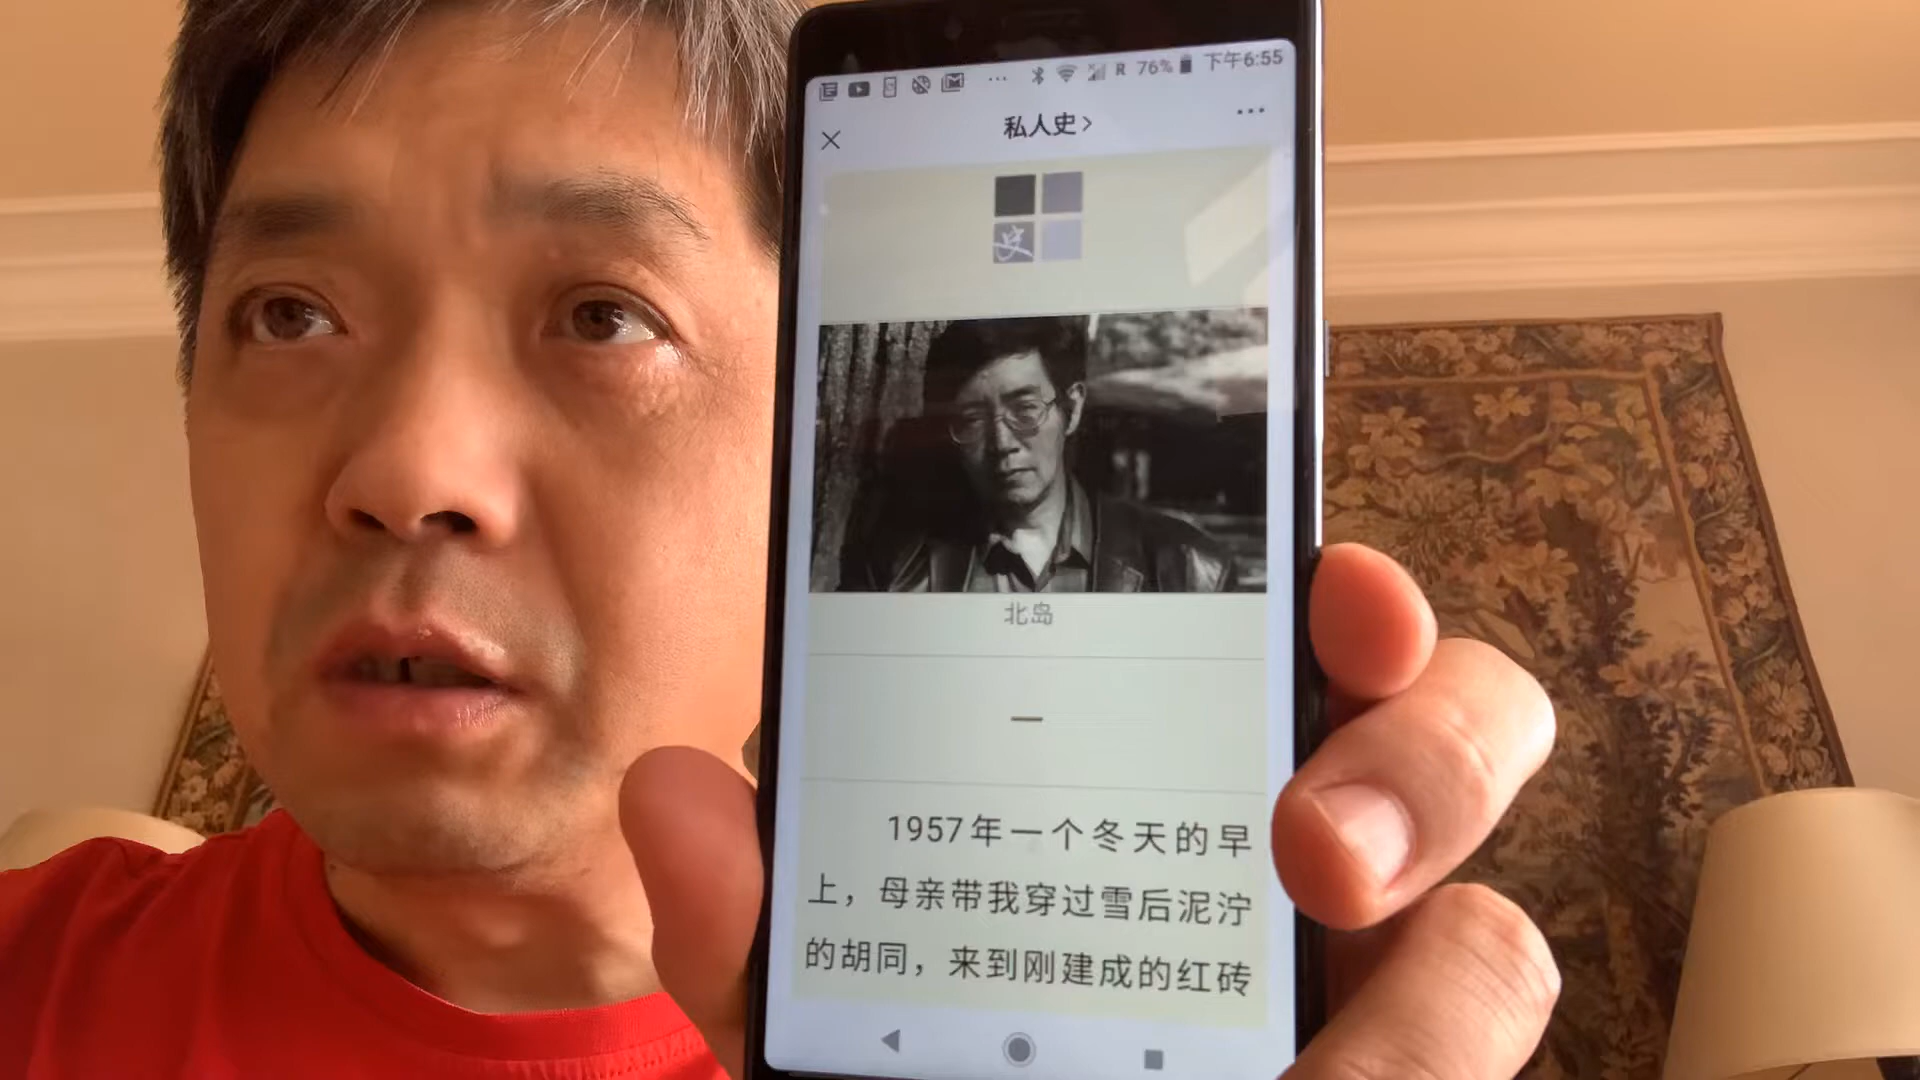 R 76% 下午6:55
私人史
史
北岛
一
1957年一个冬天的早
上，母亲带我穿过雪后泥泞
的胡同，来到刚建成的红砖